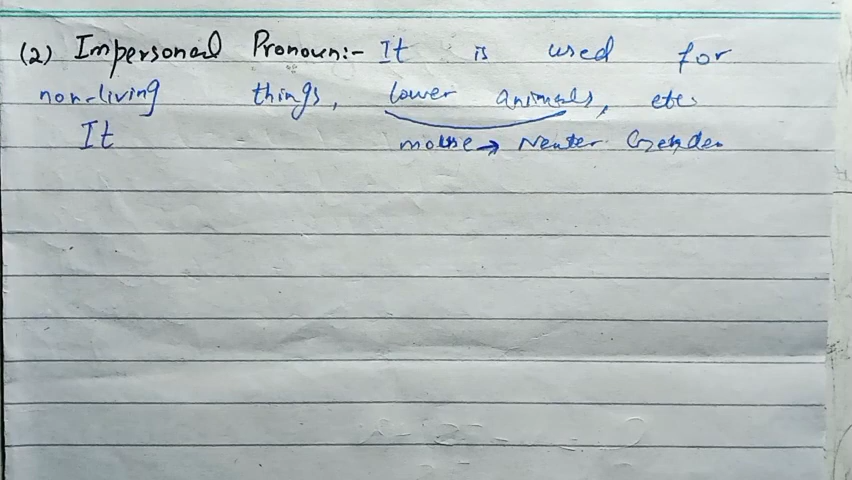 (2) Impersonal Pronoun:- It is used for
non-living things, lower animals, etc.
It mouse → Neuter Gender